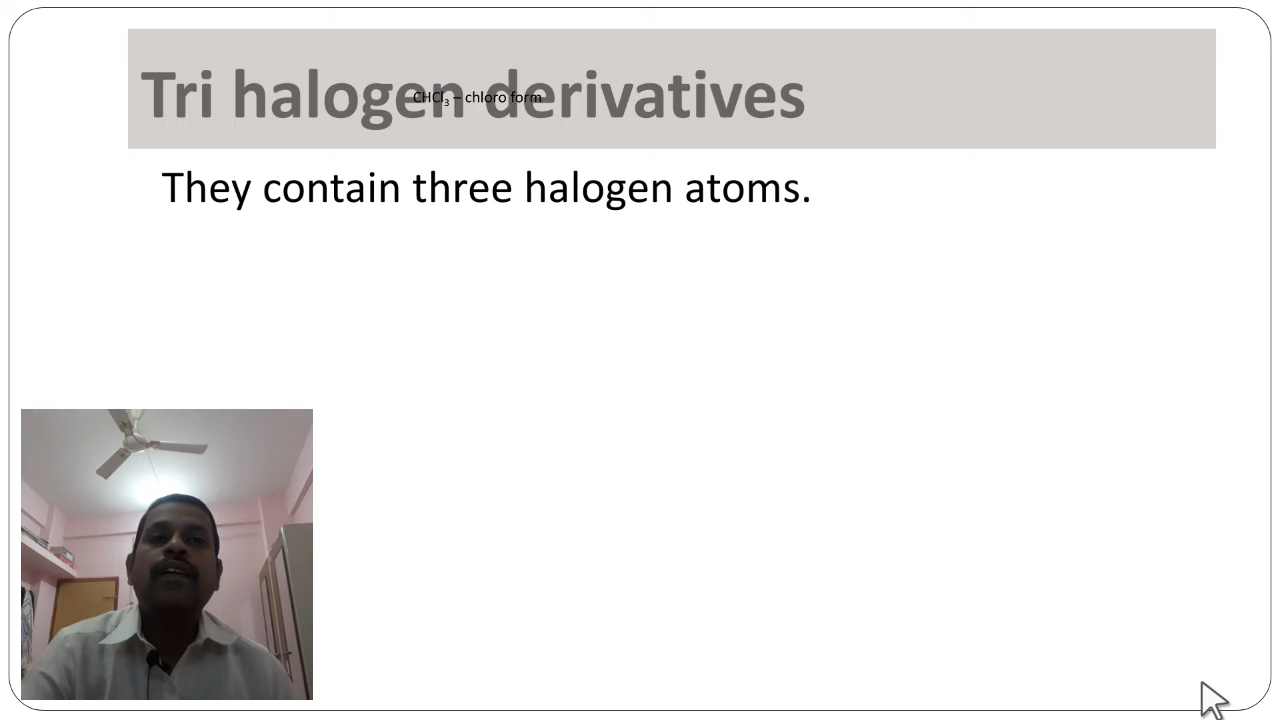 Tri halogen derivatives
CHCl₃ – chloro form
They contain three halogen atoms.